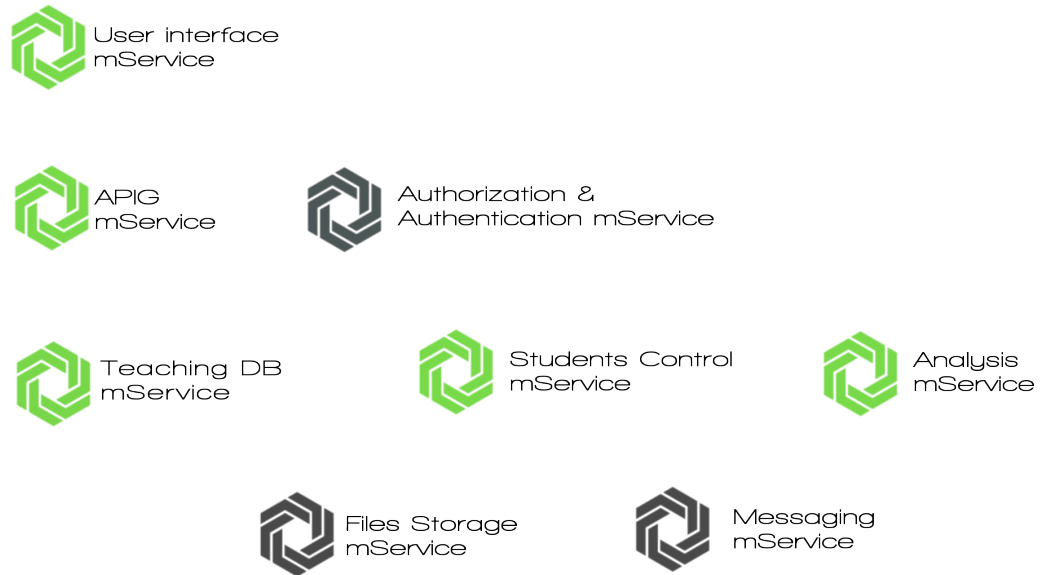 User interface
mService
APIG
mService
Authorization &
Authentication mService
Teaching DB
mService
Students Control
mService
Analysis
mService
Files Storage
mService
Messaging
mService